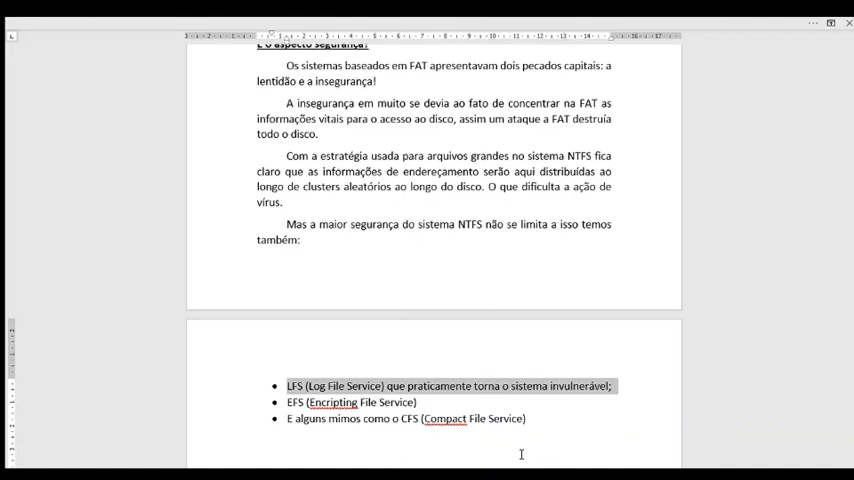 E o aspecto segurança?
Os sistemas baseados em FAT apresentavam dois pecados capitais: a
lentidão e a insegurança!
A insegurança em muito se devia ao fato de concentrar na FAT as
informações vitais para o acesso ao disco, assim um ataque a FAT destruía
todo o disco.
Com a estratégia usada para arquivos grandes no sistema NTFS fica
claro que as informações de endereçamento serão aqui distribuídas ao
longo de clusters aleatórios ao longo do disco. O que dificulta a ação de
vírus.
Mas a maior segurança do sistema NTFS não se limita a isso temos
também:
• LFS (Log File Service) que praticamente torna o sistema invulnerável;
• EFS (Encripting File Service)
• E alguns mimos como o CFS (Compact File Service)